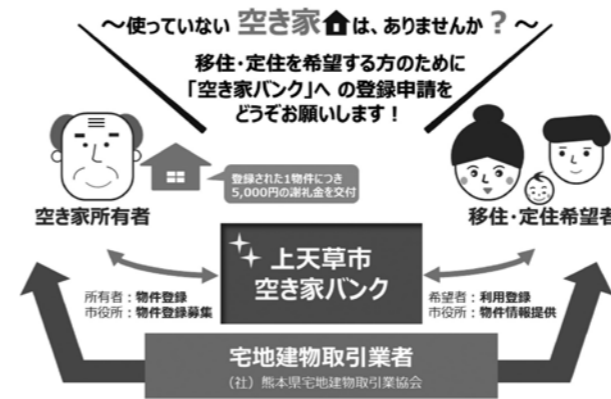 ～使っていない 空き家は、ありませんか？～
移住・定住を希望する方のために
「空き家バンク」へ の登録申請を
どうぞお願いします！
登録された1物件につき
5,000円の謝礼金を交付
空き家所有者
移住・定住希望者
上天草市
空き家バンク
所有者：物件登録
市役所：物件登録募集
希望者：利用登録
市役所：物件情報提供
宅地建物取引業者
（社）熊本県宅地建物取引業協会